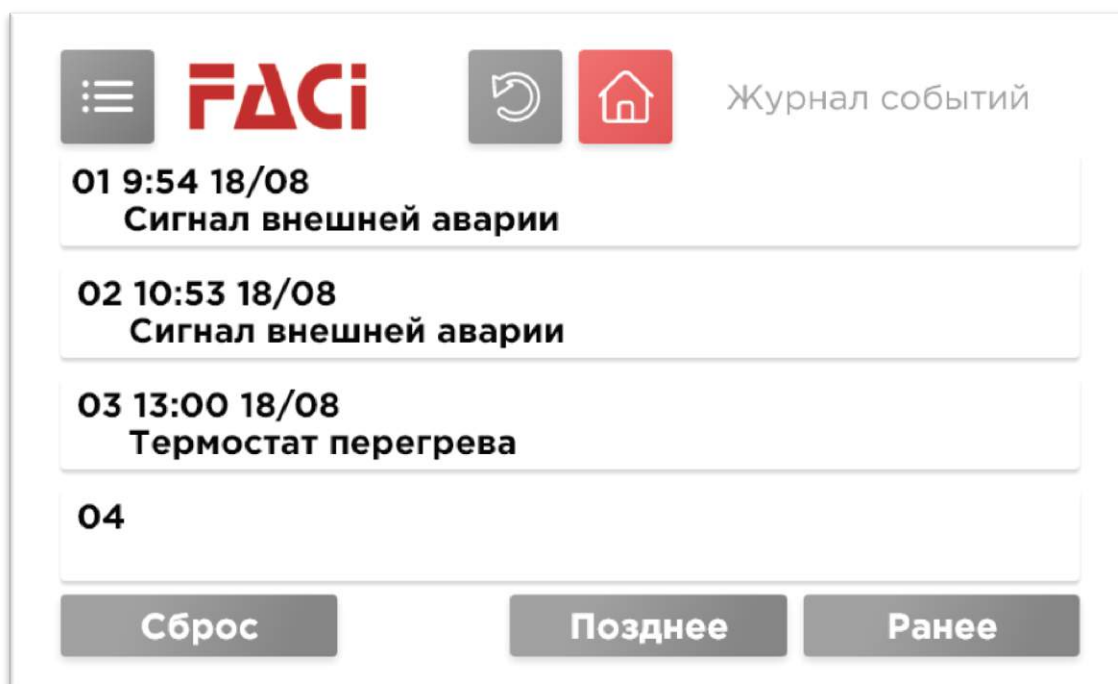 FACi
Журнал событий
01 9:54 18/08
Сигнал внешней аварии
02 10:53 18/08
Сигнал внешней аварии
03 13:00 18/08
Термостат перегрева
04
Сброс
Позднее
Ранее